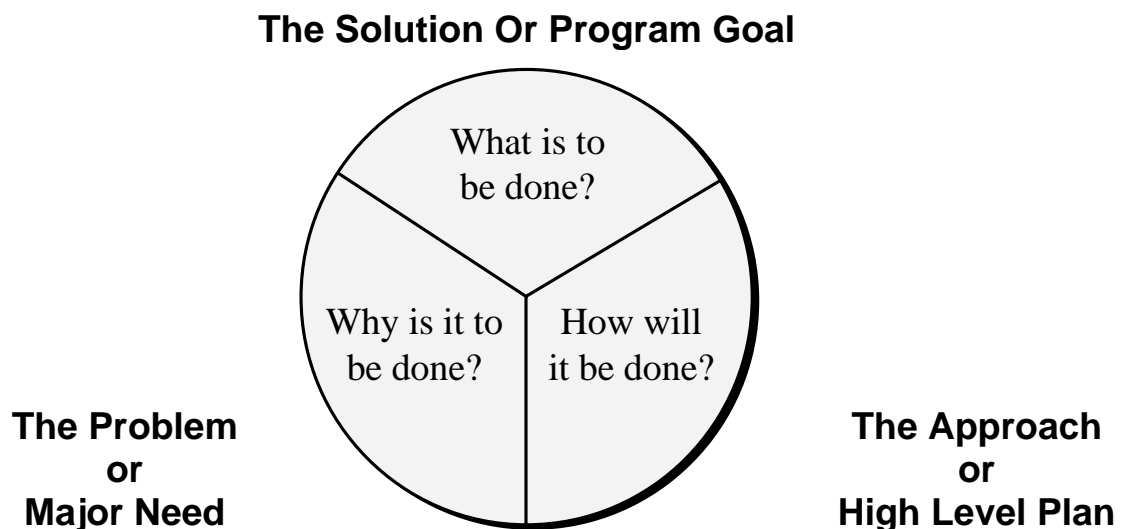 The Solution Or Program Goal
What is to
be done?
Why is it to
be done?
How will
it be done?
The Problem
or
Major Need
The Approach
or
High Level Plan